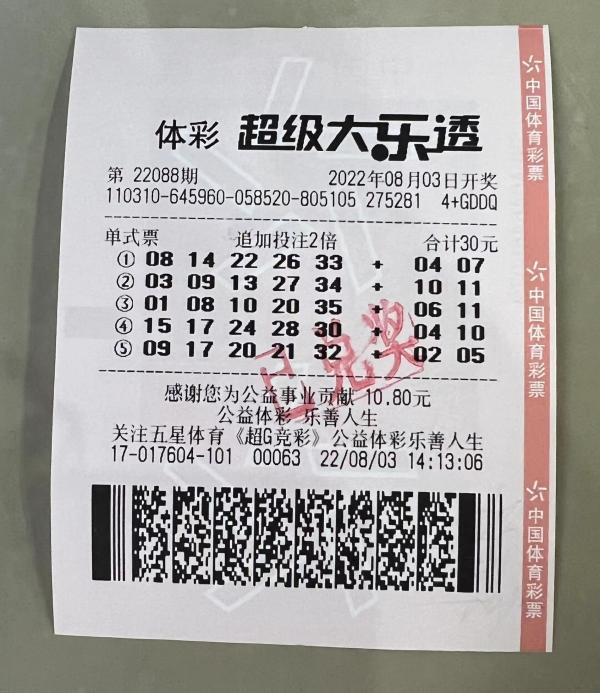 体彩 超级大乐透
第 22088期 2022年08月03日开奖
110310-645960-058520-805105 275281 4+GDDQ
单式票 追加投注2倍 合计30元
① 08 14 22 26 33 + 04 07
② 03 09 13 27 34 + 10 11
③ 01 08 10 20 35 + 06 11
④ 15 17 24 28 30 + 04 10
⑤ 09 17 20 21 32 + 02 05
已兑奖
感谢您为公益事业贡献 10.80元
公益体彩 乐善人生
关注五星体育《超G竞彩》公益体彩乐善人生
17-017604-101 00063 22/08/03 14:13:06
中国体育彩票
中国体育彩票
中国体育彩票